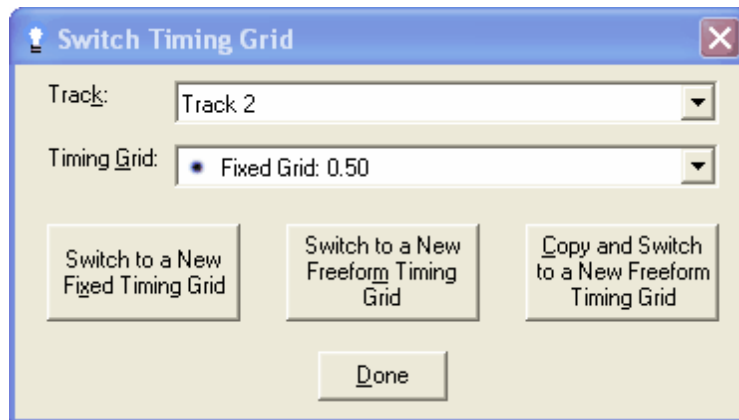 Switch Timing Grid
Track:
Track 2
Timing Grid:
Fixed Grid: 0.50
Switch to a New
Fixed Timing Grid
Switch to a New
Freeform Timing
Grid
Copy and Switch
to a New Freeform
Timing Grid
Done